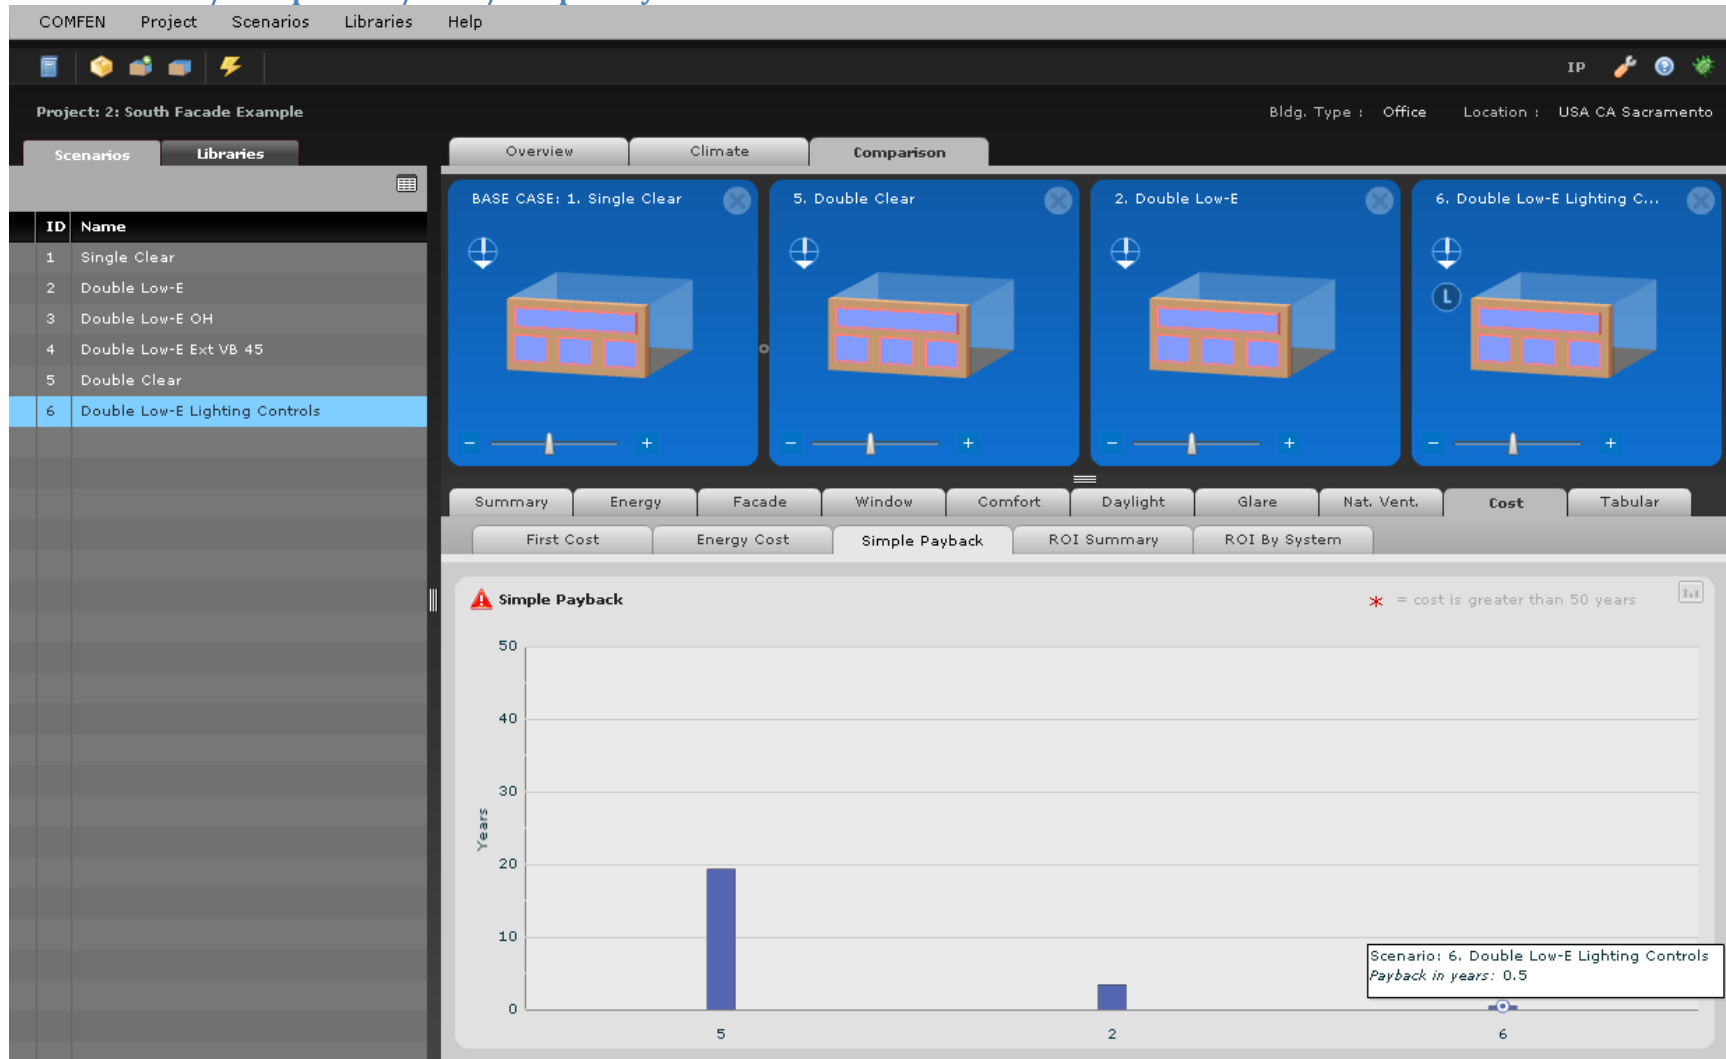 COMFEN Project Scenarios Libraries Help
IP
Project: 2: South Facade Example
Bldg. Type : Office Location : USA CA Sacramento
Scenarios Libraries
Overview Climate Comparison
BASE CASE: 1. Single Clear
5. Double Clear
2. Double Low-E
6. Double Low-E Lighting C...
L
ID Name
1 Single Clear
2 Double Low-E
3 Double Low-E OH
4 Double Low-E Ext VB 45
5 Double Clear
6 Double Low-E Lighting Controls
Summary Energy Facade Window Comfort Daylight Glare Nat. Vent. Cost Tabular
First Cost Energy Cost Simple Payback ROI Summary ROI By System
Simple Payback
* = cost is greater than 50 years
50
40
30
Years
20
10
0
Scenario: 6. Double Low-E Lighting Controls
Payback in years: 0.5
5 2 6